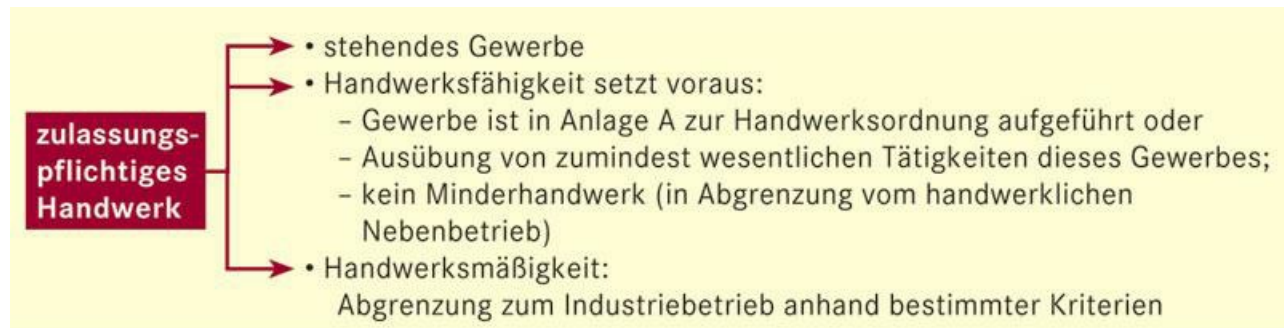 zulassungs-
pflichtiges
Handwerk
• stehendes Gewerbe
• Handwerksfähigkeit setzt voraus:
– Gewerbe ist in Anlage A zur Handwerksordnung aufgeführt oder
– Ausübung von zumindest wesentlichen Tätigkeiten dieses Gewerbes;
– kein Minderhandwerk (in Abgrenzung vom handwerklichen
Nebenbetrieb)
• Handwerksmäßigkeit:
Abgrenzung zum Industriebetrieb anhand bestimmter Kriterien